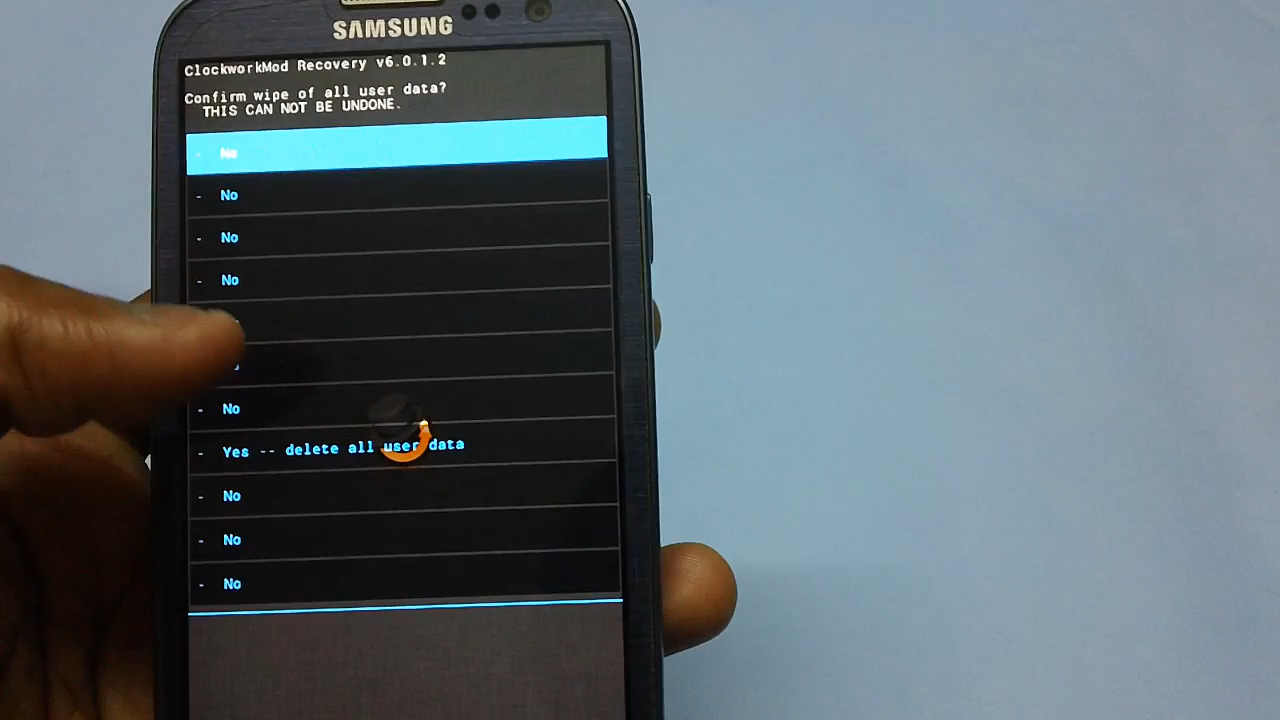 SAMSUNG
ClockworkMod Recovery v6.0.1.2
Confirm wipe of all user data?
THIS CAN NOT BE UNDONE.
- No
- No
- No
- No
- No
- Yes -- delete all user data
- No
- No
- No